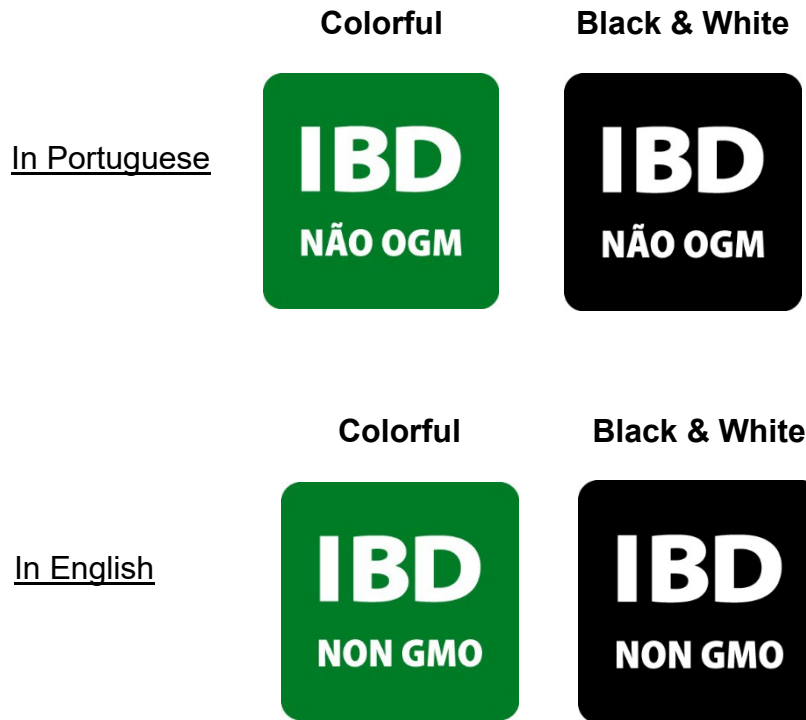 Colorful Black & White
In Portuguese
IBD IBD
NÃO OGM NÃO OGM
Colorful Black & White
In English
IBD IBD
NON GMO NON GMO